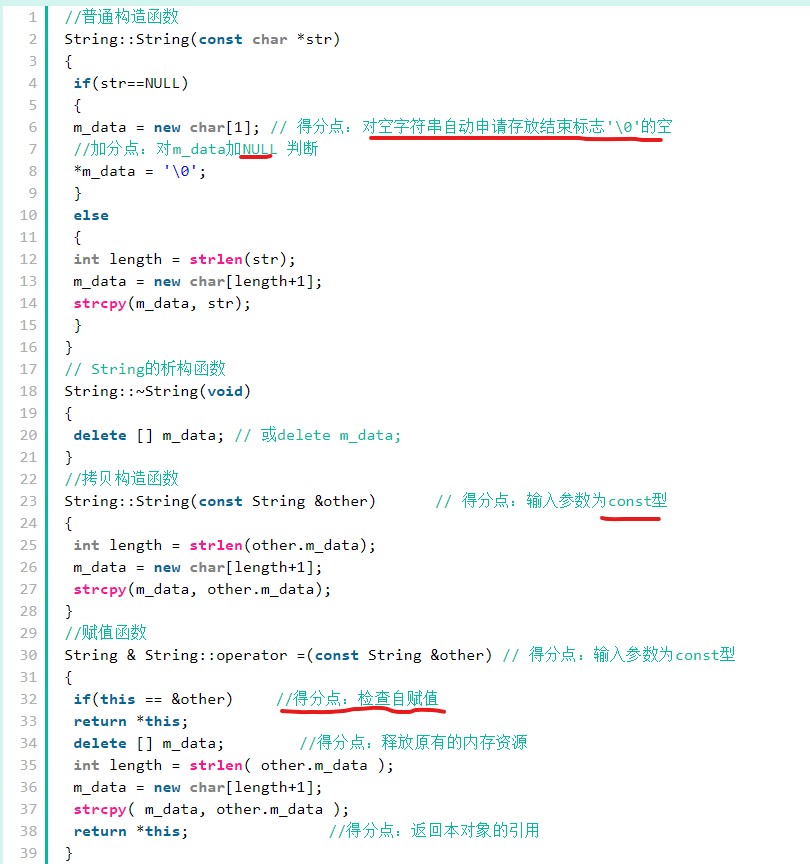 1 //普通构造函数
2 String::String(const char *str)
3 {
4 if(str==NULL)
5 {
6 m_data = new char[1]; // 得分点：对空字符串自动申请存放结束标志'\0'的空
7 //加分点：对m_data加NULL 判断
8 *m_data = '\0';
9 }
10 else
11 {
12 int length = strlen(str);
13 m_data = new char[length+1];
14 strcpy(m_data, str);
15 }
16 }
17 // String的析构函数
18 String::~String(void)
19 {
20 delete [] m_data; // 或delete m_data;
21 }
22 //拷贝构造函数
23 String::String(const String &other) // 得分点：输入参数为const型
24 {
25 int length = strlen(other.m_data);
26 m_data = new char[length+1];
27 strcpy(m_data, other.m_data);
28 }
29 //赋值函数
30 String & String::operator =(const String &other) // 得分点：输入参数为const型
31 {
32 if(this == &other) //得分点：检查自赋值
33 return *this;
34 delete [] m_data; //得分点：释放原有的内存资源
35 int length = strlen( other.m_data );
36 m_data = new char[length+1];
37 strcpy( m_data, other.m_data );
38 return *this; //得分点：返回本对象的引用
39 }